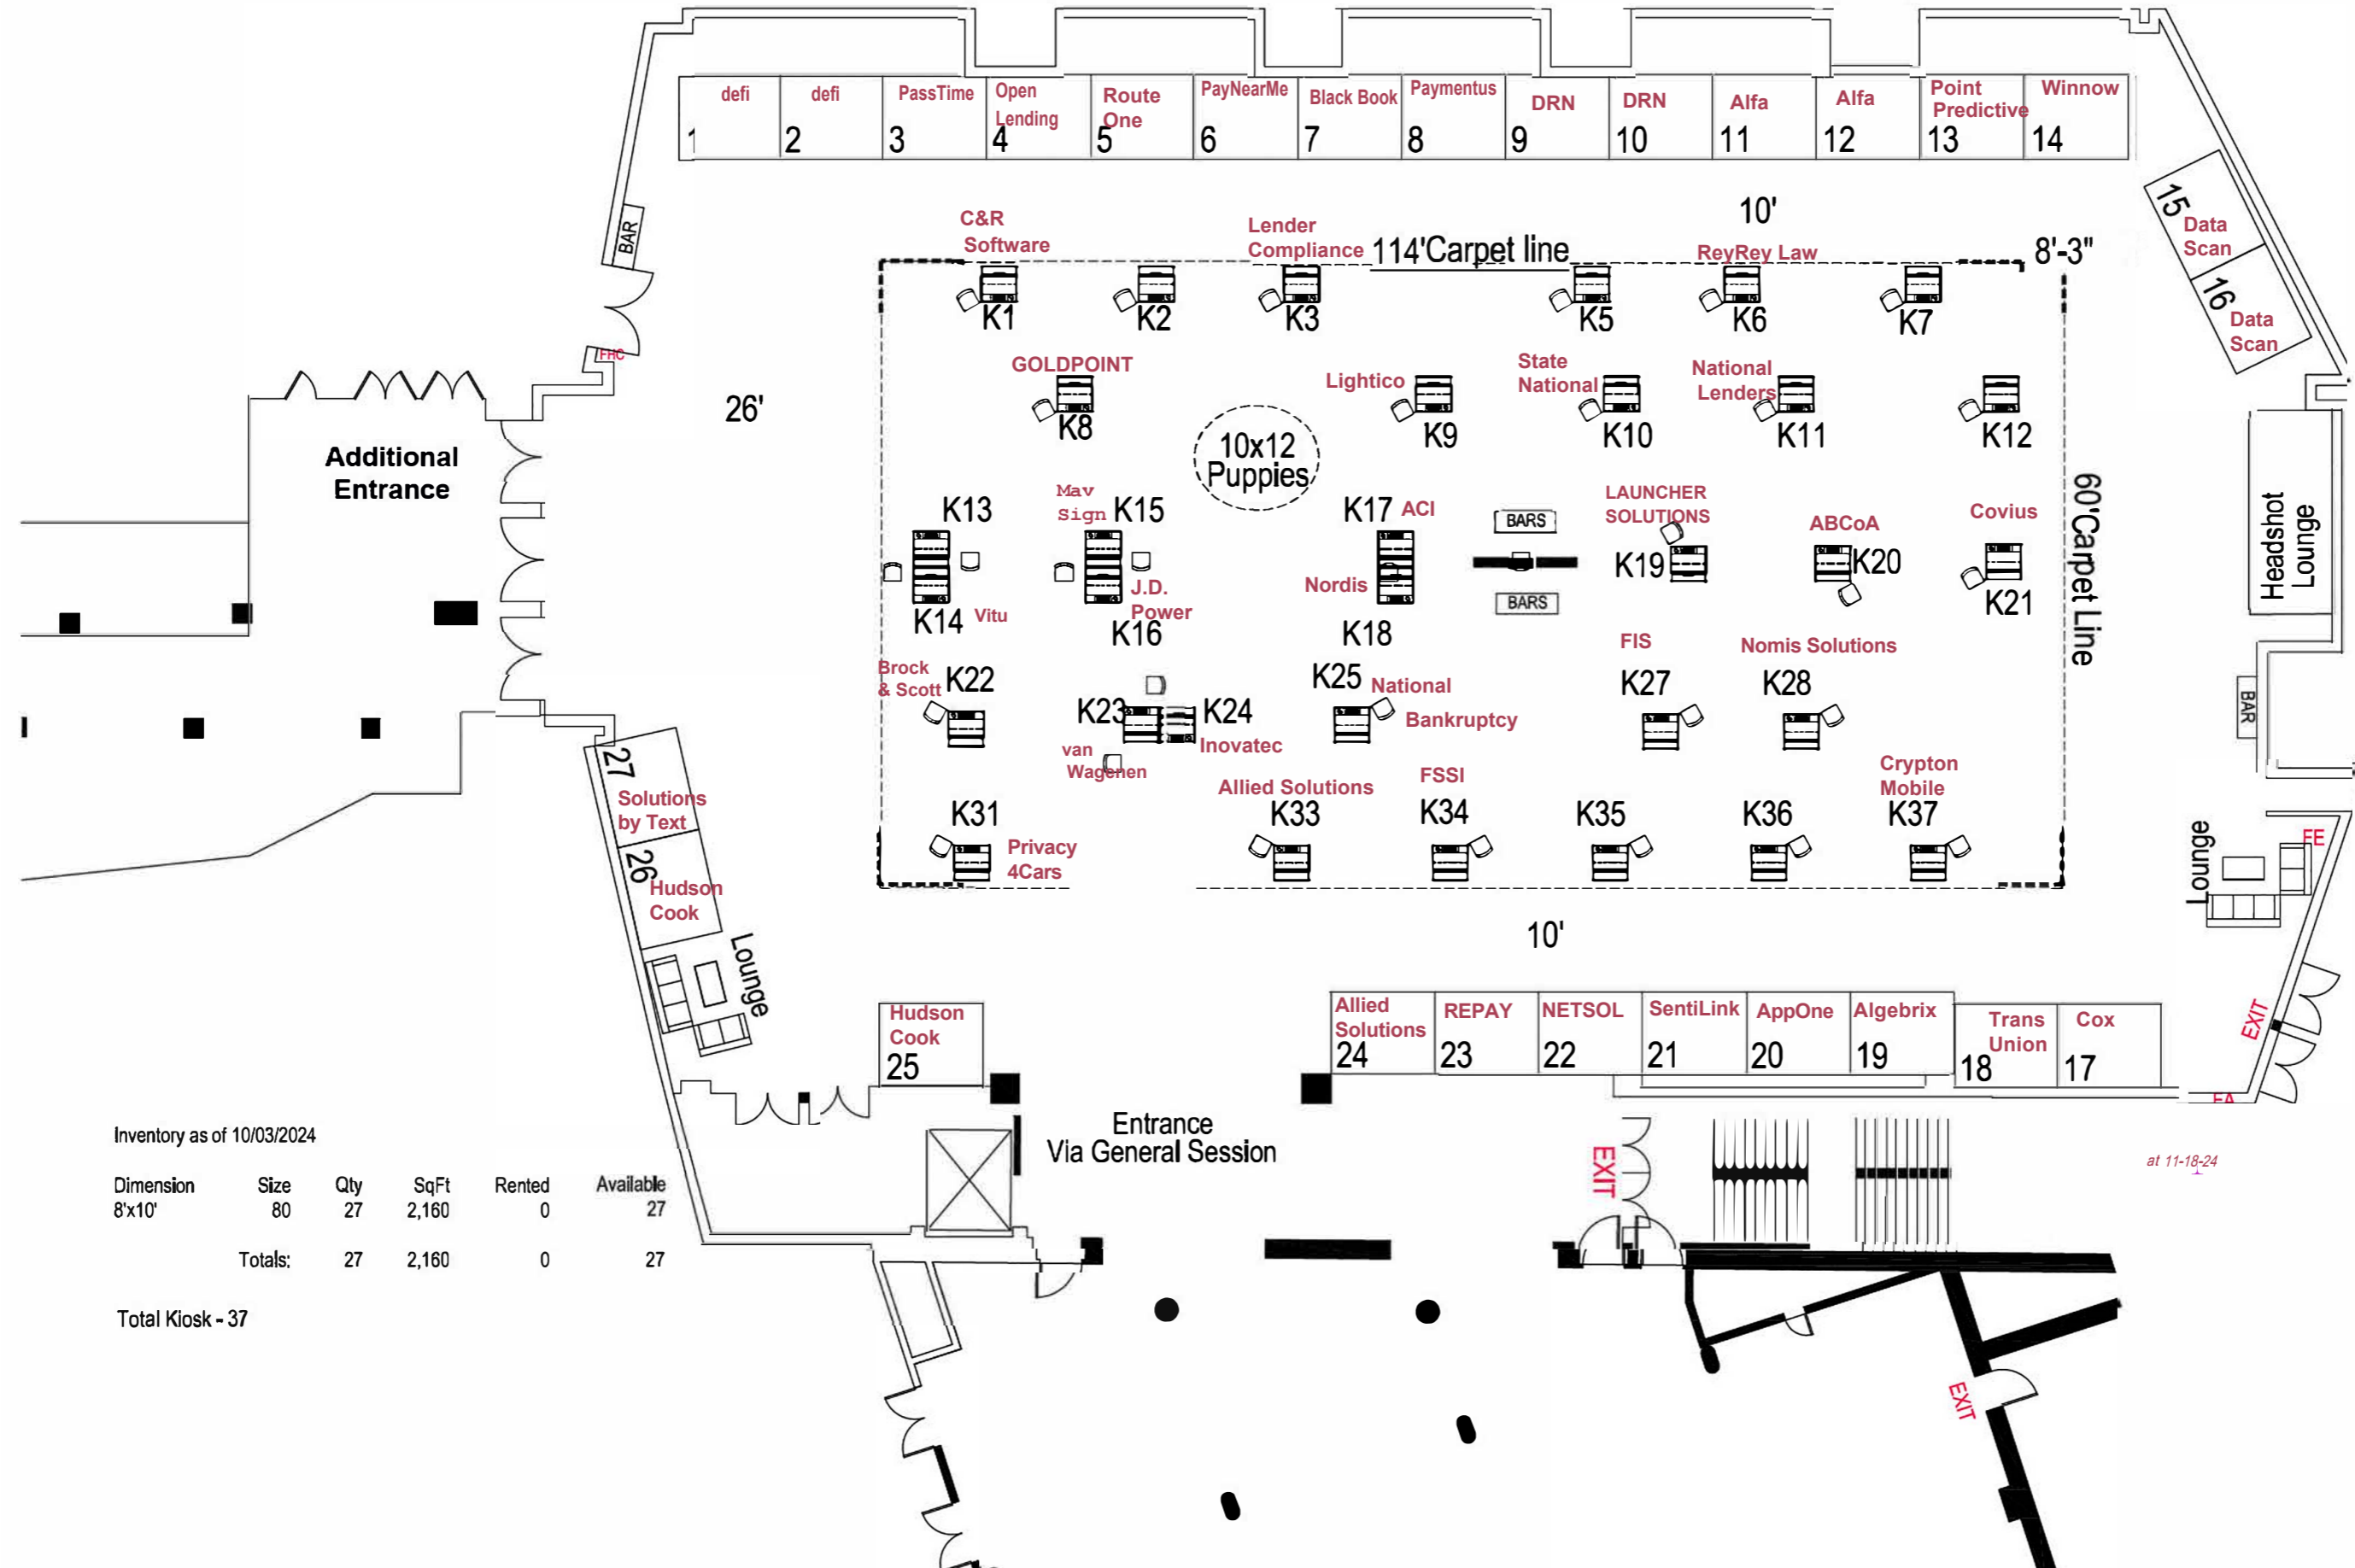 defi
1
defi
2
PassTime
3
Open
Lending
4
Route
One
5
PayNearMe
6
Black Book
7
Paymentus
8
DRN
9
DRN
10
Alfa
11
Alfa
12
Point
Predictive
13
Winnow
14
15
Data
Scan
16
Data
Scan
10'
8'-3"
114'Carpet line
BAR
FHC
C&R
Software
K1
K2
Lender
Compliance
K3
K5
ReyRey Law
K6
K7
26'
GOLDPOINT
K8
10x12
Puppies
Lightico
K9
State
National
K10
National
Lenders
K11
K12
Additional
Entrance
60'Carpet Line
Headshot
Lounge
K13
K14
Vitu
Mav
Sign
K15
J.D.
Power
K16
K17
ACI
Nordis
K18
BARS
BARS
LAUNCHER
SOLUTIONS
K19
ABCoA
K20
Covius
K21
Brock
& Scott
K22
K23
van
Wagenen
K24
Inovatec
K25
National
Bankruptcy
FIS
K27
Nomis Solutions
K28
BAR
27
Solutions
by Text
26
Hudson
Cook
Lounge
K31
Privacy
4Cars
Allied Solutions
K33
FSSI
K34
K35
K36
Crypton
Mobile
K37
Lounge
FE
10'
EXIT
Hudson
Cook
25
Allied
Solutions
24
REPAY
23
NETSOL
22
SentiLink
21
AppOne
20
Algebrix
19
Trans
Union
18
Cox
17
Entrance
Via General Session
EXIT
at 11-18-24
EXIT
Inventory as of 10/03/2024
Dimension Size Qty SqFt Rented Available
8'x10' 80 27 2,160 0 27
Totals: 27 2,160 0 27
Total Kiosk - 37